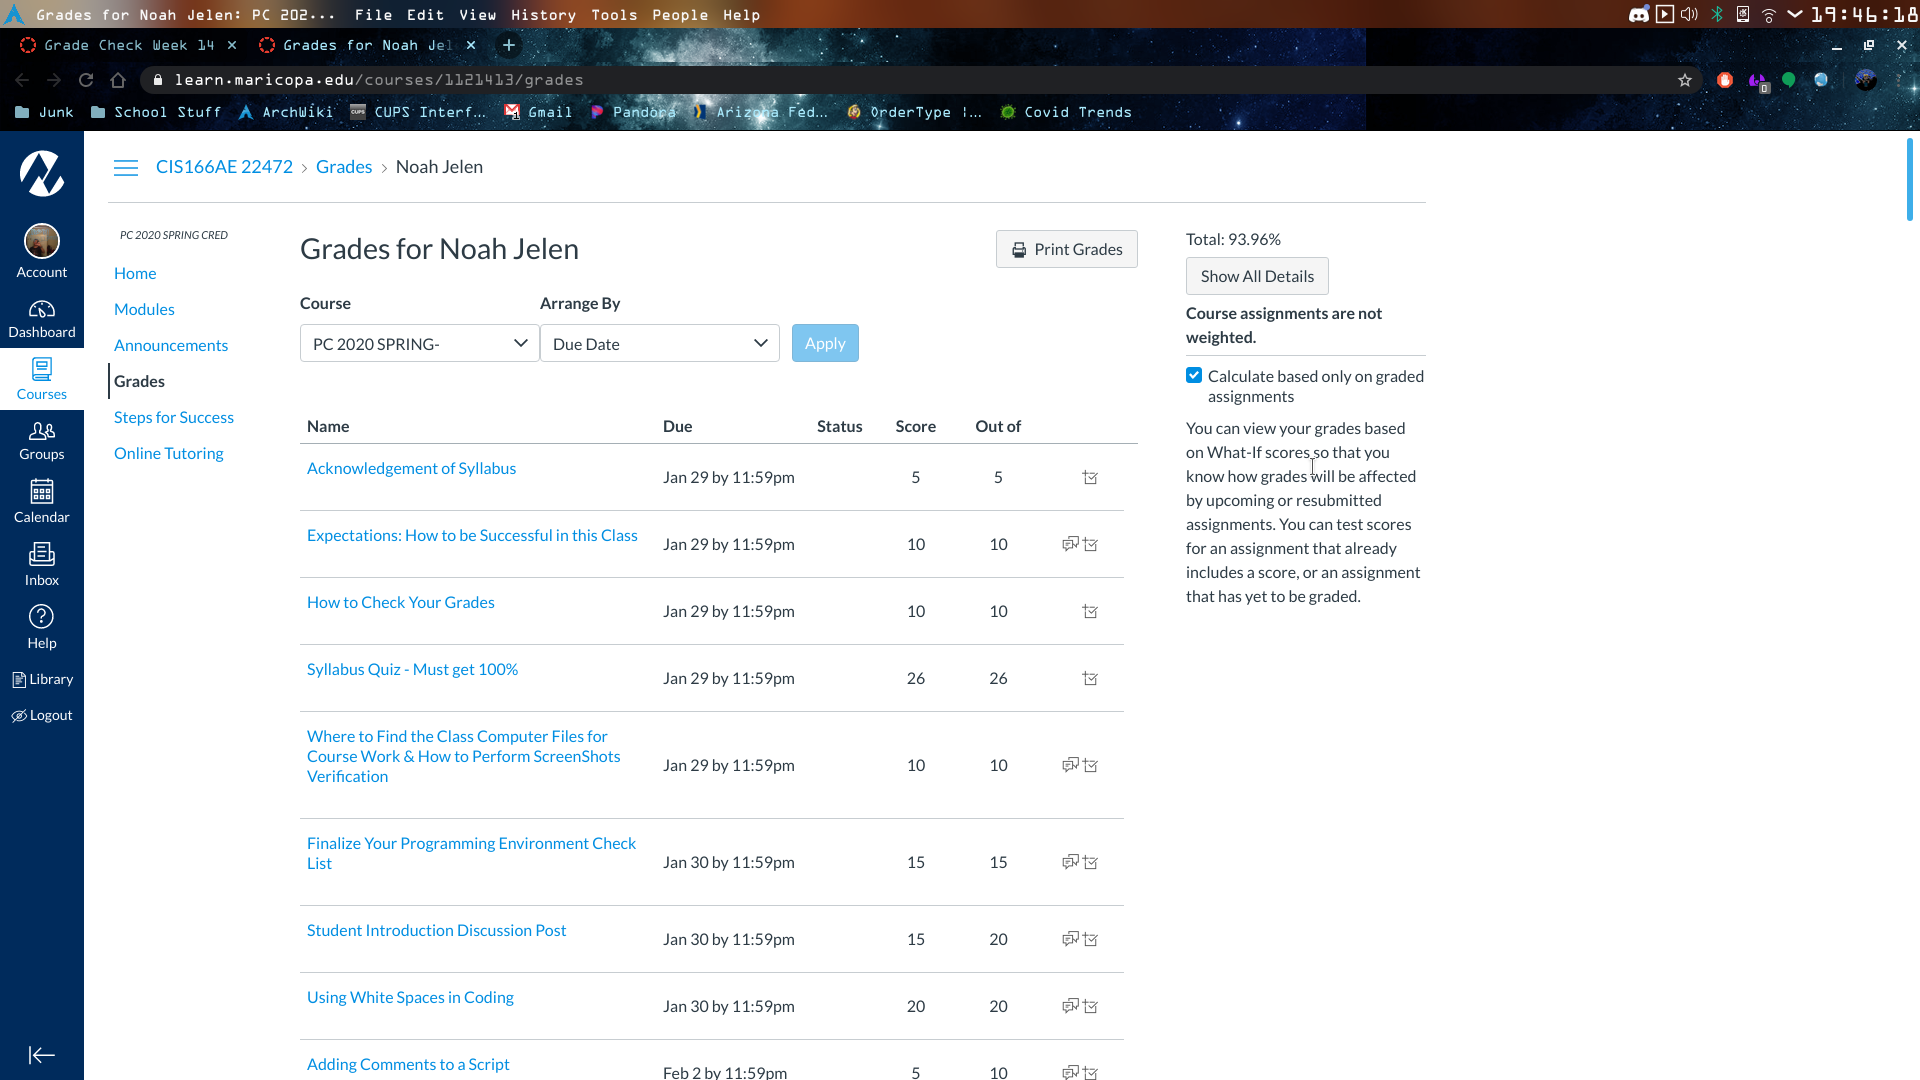 Grades for Noah Jelen: PC 202... File Edit View History Tools People Help 19:46:18
Grade Check Week 14 Grades for Noah Jel
learn.maricopa.edu/courses/1121413/grades
Junk School Stuff ArchWiki CUPS Interf... Gmail Pandora Arizona Fed... OrderType |... Covid Trends
CIS166AE 22472 › Grades › Noah Jelen
Account
Dashboard
Courses
Groups
Calendar
Inbox
Help
Library
Logout
PC 2020 SPRING CRED
Home
Modules
Announcements
Grades
Steps for Success
Online Tutoring
Grades for Noah Jelen
Print Grades
Course Arrange By
PC 2020 SPRING- Due Date Apply
Name Due Status Score Out of
Acknowledgement of Syllabus Jan 29 by 11:59pm 5 5
Expectations: How to be Successful in this Class Jan 29 by 11:59pm 10 10
How to Check Your Grades Jan 29 by 11:59pm 10 10
Syllabus Quiz - Must get 100% Jan 29 by 11:59pm 26 26
Where to Find the Class Computer Files for
Course Work & How to Perform ScreenShots
Verification
Jan 29 by 11:59pm 10 10
Finalize Your Programming Environment Check
List
Jan 30 by 11:59pm 15 15
Student Introduction Discussion Post Jan 30 by 11:59pm 15 20
Using White Spaces in Coding Jan 30 by 11:59pm 20 20
Adding Comments to a Script Feb 2 by 11:59pm 5 10
Total: 93.96%
Show All Details
Course assignments are not
weighted.
Calculate based only on graded
assignments
You can view your grades based
on What-If scores so that you
know how grades will be affected
by upcoming or resubmitted
assignments. You can test scores
for an assignment that already
includes a score, or an assignment
that has yet to be graded.